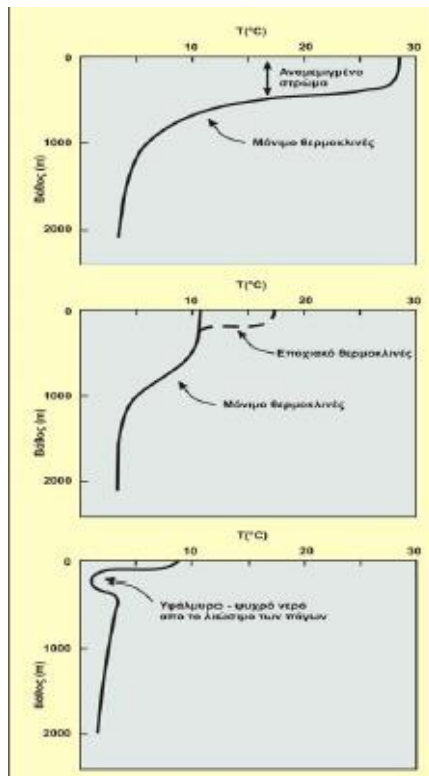 T(°C)
0 10 20 30
Αναμεμιγμένο
στρώμα
Μόνιμο θερμοκλινές
1000
2000
Βάθος (m)
T(°C)
0 10 20 30
Εποχιακό θερμοκλινές
Μόνιμο θερμοκλινές
1000
2000
Βάθος (m)
T(°C)
0 10 20 30
Υφάλμυρο - ψυχρό νερό
απο το λιώσιμο των πάγων
1000
2000
Βάθος (m)